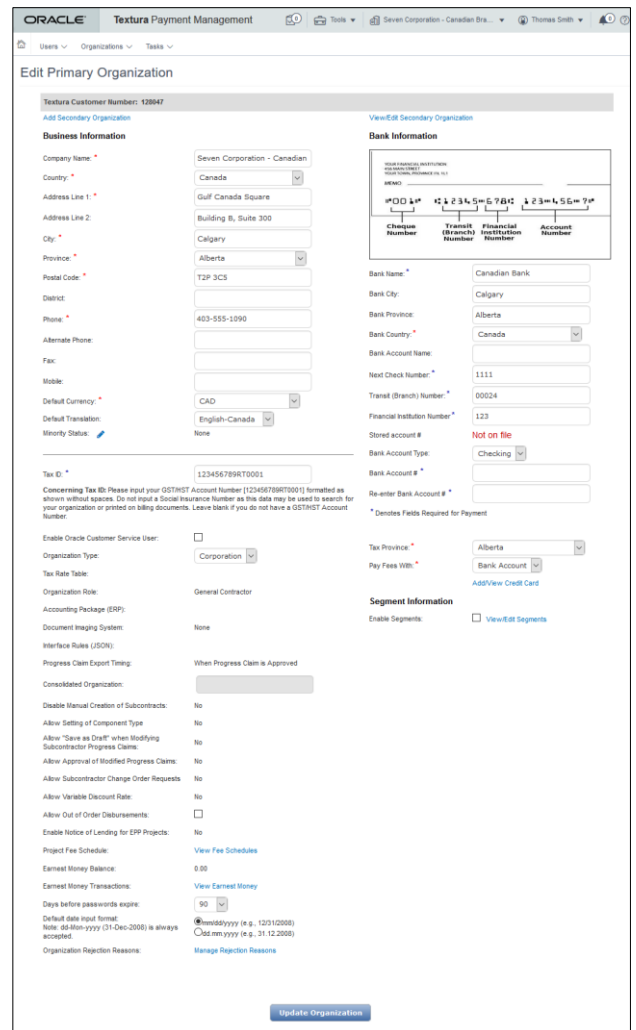 ORACLE Textura Payment Management 0 Tools Seven Corporation - Canadian Bra... Thomas Smith 0
Users Organizations Tasks
Edit Primary Organization
Textura Customer Number: 128047
Add Secondary Organization
Business Information
Company Name: * Seven Corporation - Canadian
Country: * Canada
Address Line 1: * Gulf Canada Square
Address Line 2: Building B, Suite 300
City: * Calgary
Province: * Alberta
Postal Code: * T2P 3C5
District:
Phone: * 403-555-1090
Alternate Phone:
Fax:
Mobile:
Default Currency: * CAD
Default Translation: English-Canada
Minority Status: None
Tax ID: * 123456789RT0001
Concerning Tax ID: Please input your GST/HST Account Number [123456789RT0001] formatted as
shown without spaces. Do not input a Social Insurance Number as this data may be used to search for
your organization or printed on billing documents. Leave blank if you do not have a GST/HST Account
Number.
Enable Oracle Customer Service User:
Organization Type: Corporation
Tax Rate Table:
Organization Role: General Contractor
Accounting Package (ERP):
Document Imaging System: None
Interface Rules (JSON):
Progress Claim Export Timing: When Progress Claim is Approved
Consolidated Organization:
Disable Manual Creation of Subcontracts: No
Allow Setting of Component Type No
Allow "Save as Draft" when Modifying
Subcontractor Progress Claims: No
Allow Approval of Modified Progress Claims: No
Allow Subcontractor Change Order Requests No
Allow Variable Discount Rate: No
Allow Out of Order Disbursements:
Enable Notice of Lending for EPP Projects: No
Project Fee Schedule: View Fee Schedules
Earnest Money Balance: 0.00
Earnest Money Transactions: View Earnest Money
Days before passwords expire: 90
Default date input format: mm/dd/yyyy (e.g., 12/31/2008)
Note: dd-Mon-yyyy (31-Dec-2008) is always
accepted. dd.mm.yyyy (e.g., 31.12.2008)
Organization Rejection Reasons: Manage Rejection Reasons
View/Edit Secondary Organization
Bank Information
YOUR FINANCIAL INSTITUTION
MAIN STREET
YOUR TOWN, PROVINCE
MEMO
⑈001⑈ ⑆12345⑉678⑆ 123⑉456⑉7⑈
Cheque
Number
Transit
(Branch)
Number
Financial
Institution
Number
Account
Number
Bank Name: * Canadian Bank
Bank City: Calgary
Bank Province: Alberta
Bank Country: * Canada
Bank Account Name:
Next Check Number: * 1111
Transit (Branch) Number: * 00024
Financial Institution Number * 123
Stored account # Not on file
Bank Account Type: Checking
Bank Account # *
Re-enter Bank Account # *
* Denotes Fields Required for Payment
Tax Province: * Alberta
Pay Fees With: * Bank Account
Add/View Credit Card
Segment Information
Enable Segments: View/Edit Segments
Update Organization